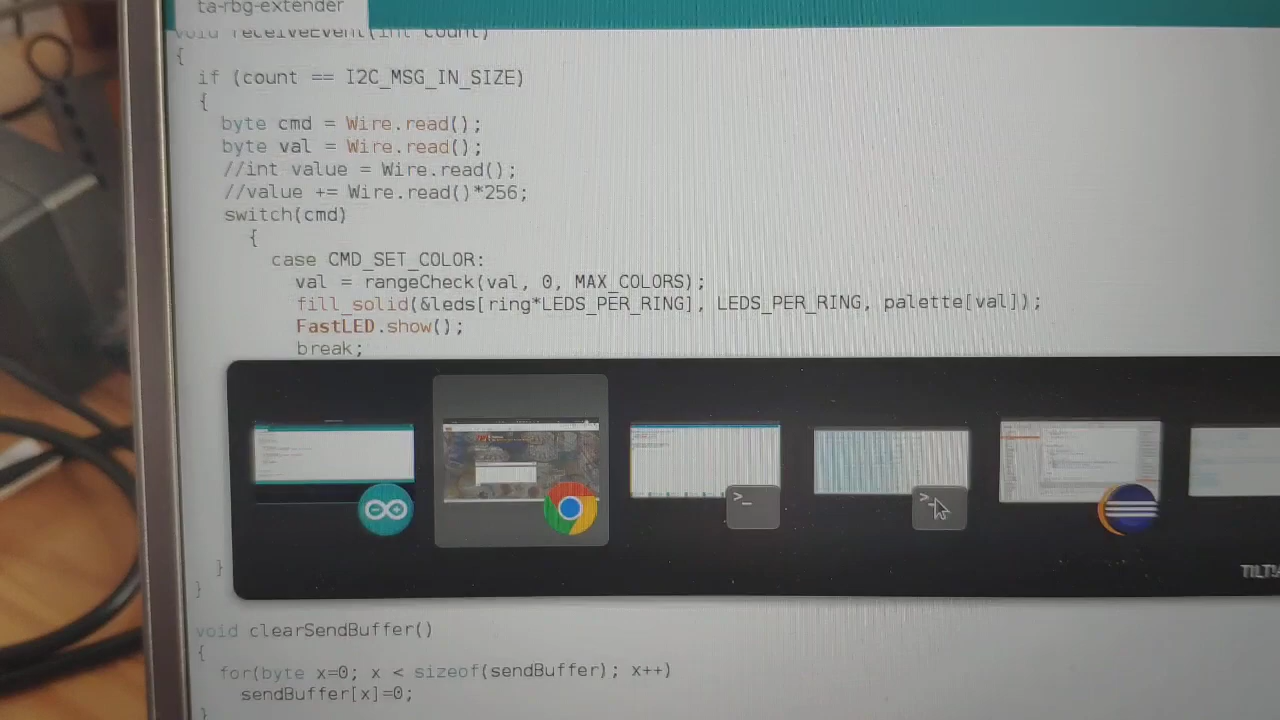 ta-rbg-extender
void receiveEvent(int count)
{
if (count == I2C_MSG_IN_SIZE)
{
byte cmd = Wire.read();
byte val = Wire.read();
//int value = Wire.read();
//value += Wire.read()*256;
switch(cmd)
{
case CMD_SET_COLOR:
val = rangeCheck(val, 0, MAX_COLORS);
fill_solid(&leds[ring*LEDS_PER_RING], LEDS_PER_RING, palette[val]);
FastLED.show();
break;
>_
>_
TILT!
}
}
void clearSendBuffer()
{
for(byte x=0; x < sizeof(sendBuffer); x++)
sendBuffer[x]=0;
}